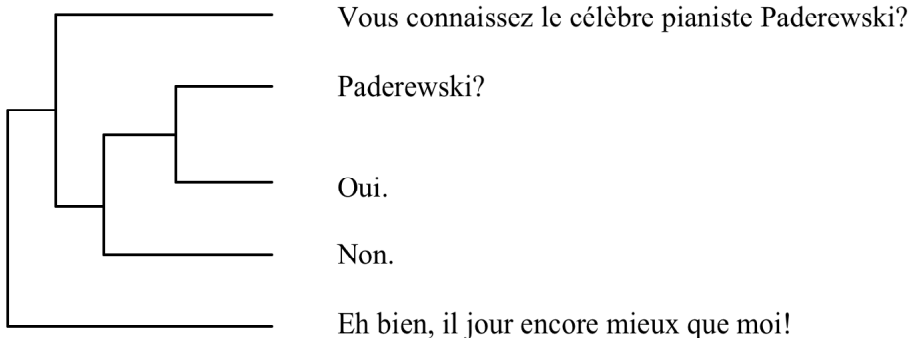 Vous connaissez le célèbre pianiste Paderewski?
Paderewski?
Oui.
Non.
Eh bien, il jour encore mieux que moi!